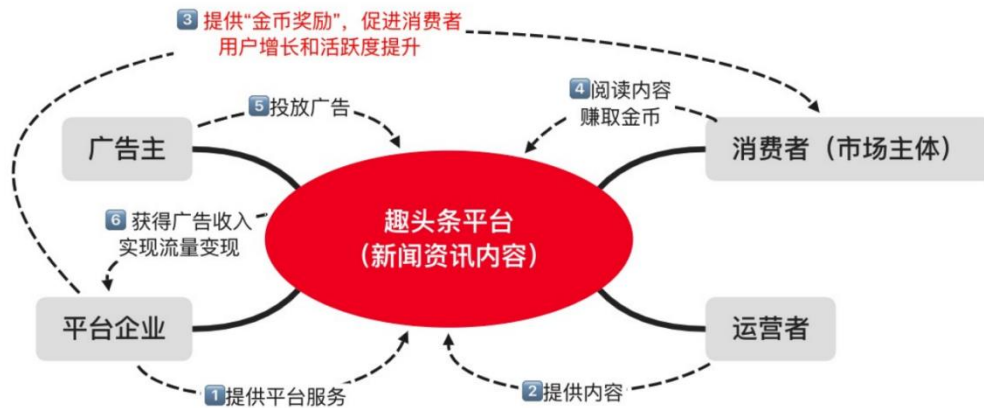 3 提供“金币奖励”，促进消费者
用户增长和活跃度提升
5 投放广告
4 阅读内容
赚取金币
广告主
消费者（市场主体）
趣头条平台
（新闻资讯内容）
6 获得广告收入
实现流量变现
平台企业
运营者
1 提供平台服务
2 提供内容